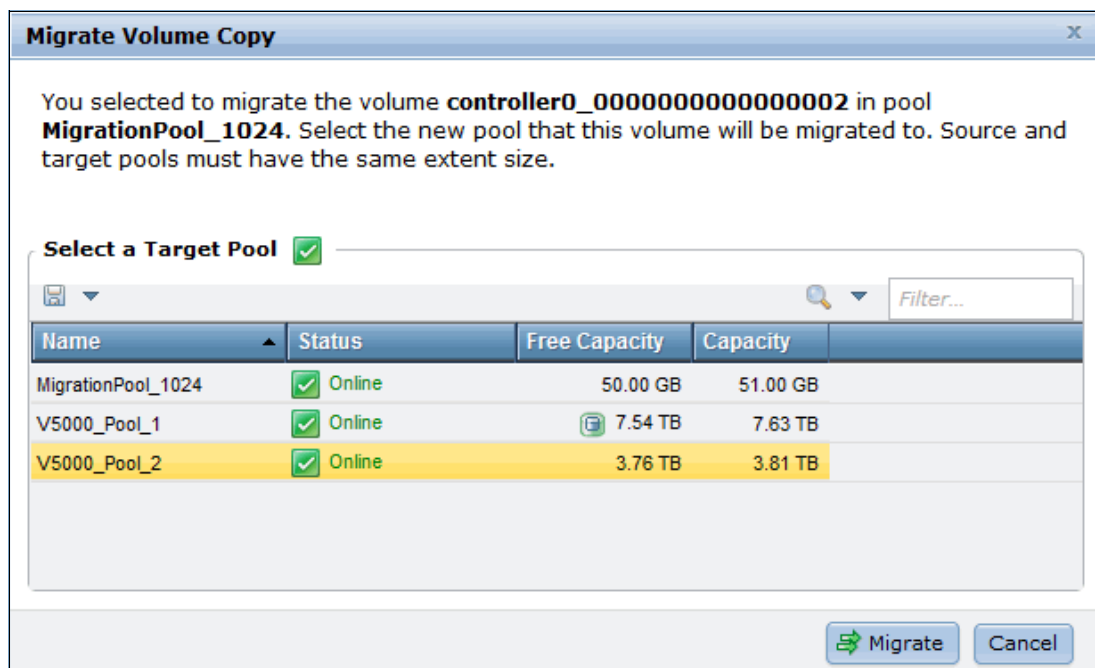 Migrate Volume Copy x
You selected to migrate the volume controller0_0000000000000002 in pool
MigrationPool_1024. Select the new pool that this volume will be migrated to. Source and
target pools must have the same extent size.
Select a Target Pool
Filter...
Name Status Free Capacity Capacity
MigrationPool_1024 Online 50.00 GB 51.00 GB
V5000_Pool_1 Online 7.54 TB 7.63 TB
V5000_Pool_2 Online 3.76 TB 3.81 TB
Migrate Cancel